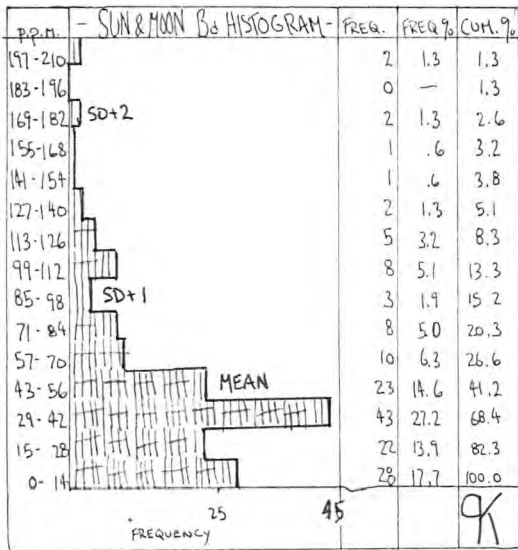 P.P.M. - SUN & MOON Bd HISTOGRAM - FREQ. FREQ % CUM. %
197-210 2 1.3 1.3
183-196 0 — 1.3
169-182 SD+2 2 1.3 2.6
155-168 1 .6 3.2
141-154 1 .6 3.8
127-140 2 1.3 5.1
113-126 5 3.2 8.3
99-112 8 5.1 13.3
85-98 SD+1 3 1.9 15.2
71-84 8 5.0 20.3
57-70 10 6.3 26.6
43-56 MEAN 23 14.6 41.2
29-42 43 27.2 68.4
15-28 22 13.9 82.3
0-14 28 17.7 100.0
25 45
FREQUENCY